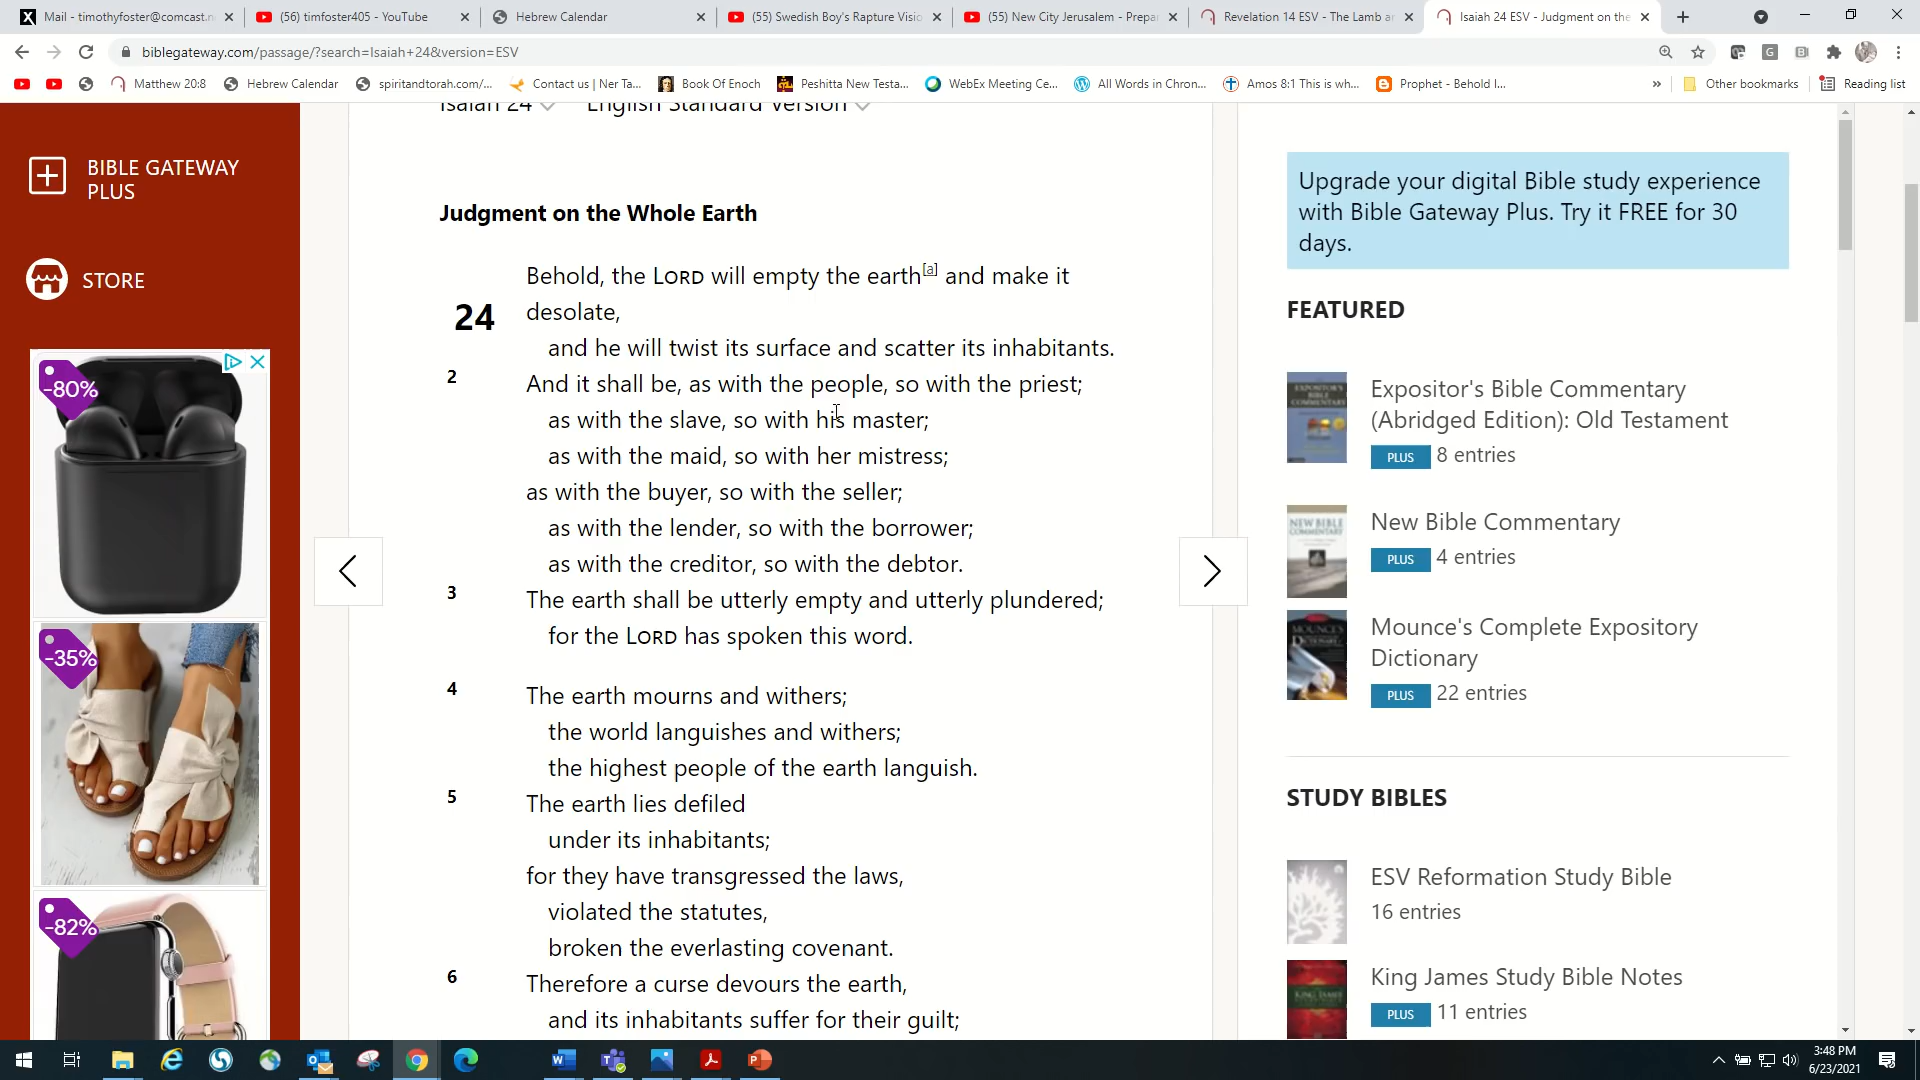 Mail - timothyfoster@comcast.n
(56) timfoster405 - YouTube
Hebrew Calendar
(55) Swedish Boy's Rapture Visio
(55) New City Jerusalem - Prepar
Revelation 14 ESV - The Lamb an
Isaiah 24 ESV - Judgment on the
biblegateway.com/passage/?search=Isaiah+24&version=ESV
Matthew 20:8
Hebrew Calendar
spiritandtorah.com/...
Contact us | Ner Ta...
Book Of Enoch
Peshitta New Testa...
WebEx Meeting Ce...
All Words in Chron...
Amos 8:1 This is wh...
Prophet - Behold I...
Other bookmarks
Reading list
Isaiah 24
English Standard Version
BIBLE GATEWAY
PLUS
STORE
-80%
-35%
-82%
Judgment on the Whole Earth
Behold, the LORD will empty the earth[a] and make it
24 desolate,
and he will twist its surface and scatter its inhabitants.
2 And it shall be, as with the people, so with the priest;
as with the slave, so with his master;
as with the maid, so with her mistress;
as with the buyer, so with the seller;
as with the lender, so with the borrower;
as with the creditor, so with the debtor.
3 The earth shall be utterly empty and utterly plundered;
for the LORD has spoken this word.
4 The earth mourns and withers;
the world languishes and withers;
the highest people of the earth languish.
5 The earth lies defiled
under its inhabitants;
for they have transgressed the laws,
violated the statutes,
broken the everlasting covenant.
6 Therefore a curse devours the earth,
and its inhabitants suffer for their guilt;
Upgrade your digital Bible study experience
with Bible Gateway Plus. Try it FREE for 30
days.
FEATURED
Expositor's Bible Commentary
(Abridged Edition): Old Testament
PLUS 8 entries
New Bible Commentary
PLUS 4 entries
Mounce's Complete Expository
Dictionary
PLUS 22 entries
STUDY BIBLES
ESV Reformation Study Bible
16 entries
King James Study Bible Notes
PLUS 11 entries
3:48 PM
6/23/2021